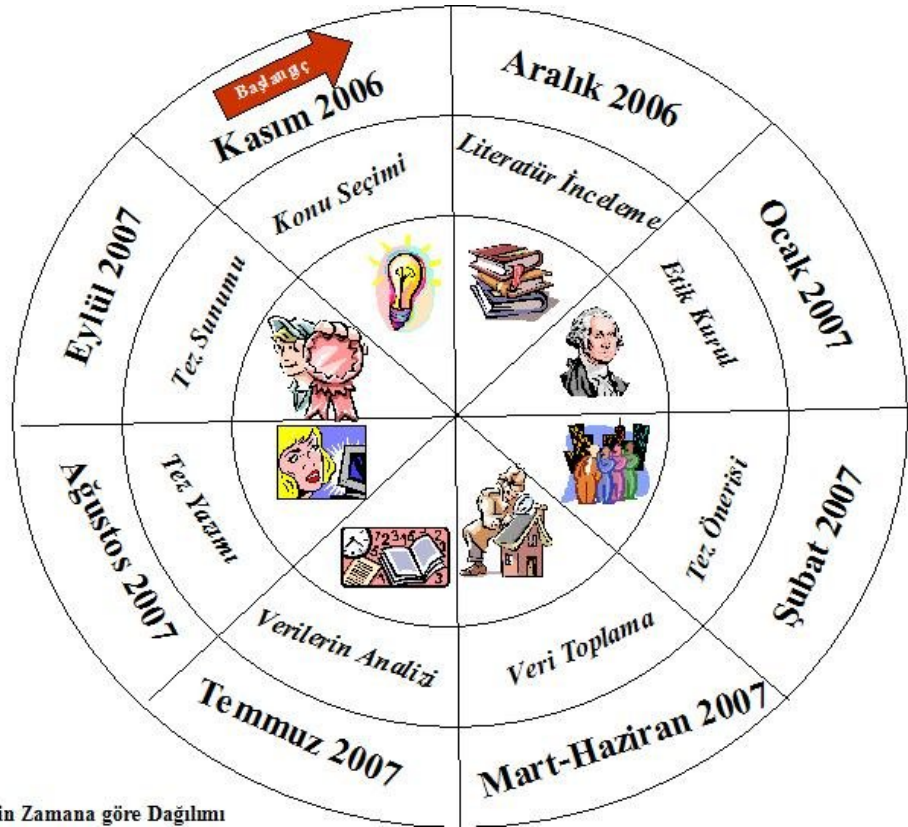 Başlangıç
Kasım 2006
Konu Seçimi
Aralık 2006
Literatür İnceleme
Ocak 2007
Etik Kurul
Şubat 2007
Tez Önerisi
Mart-Haziran 2007
Veri Toplama
Temmuz 2007
Verilerin Analizi
Ağustos 2007
Tez Yazımı
Eylül 2007
Tez Sunumu
in Zamana göre Dağılımı